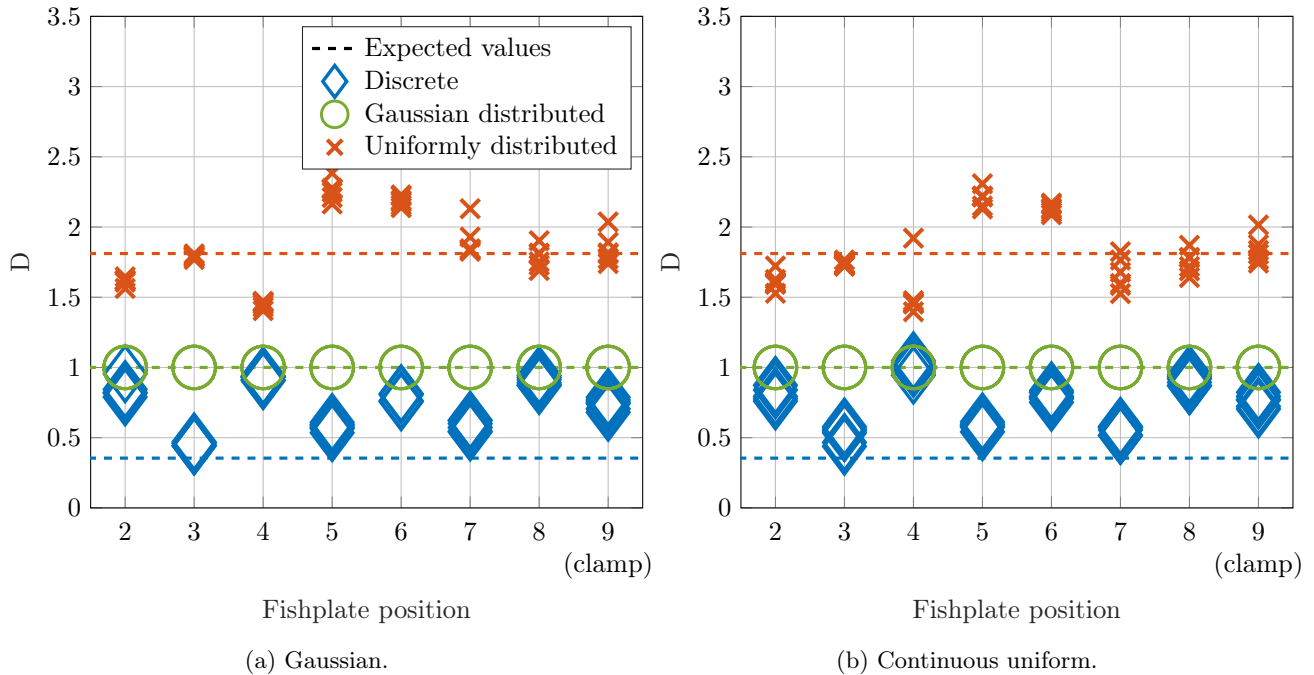 3.5
3
2.5
2
1.5
1
0.5
0
D
Expected values
Discrete
Gaussian distributed
Uniformly distributed
2 3 4 5 6 7 8 9
(clamp)
Fishplate position
(a) Gaussian.
3.5
3
2.5
2
1.5
1
0.5
0
D
2 3 4 5 6 7 8 9
(clamp)
Fishplate position
(b) Continuous uniform.